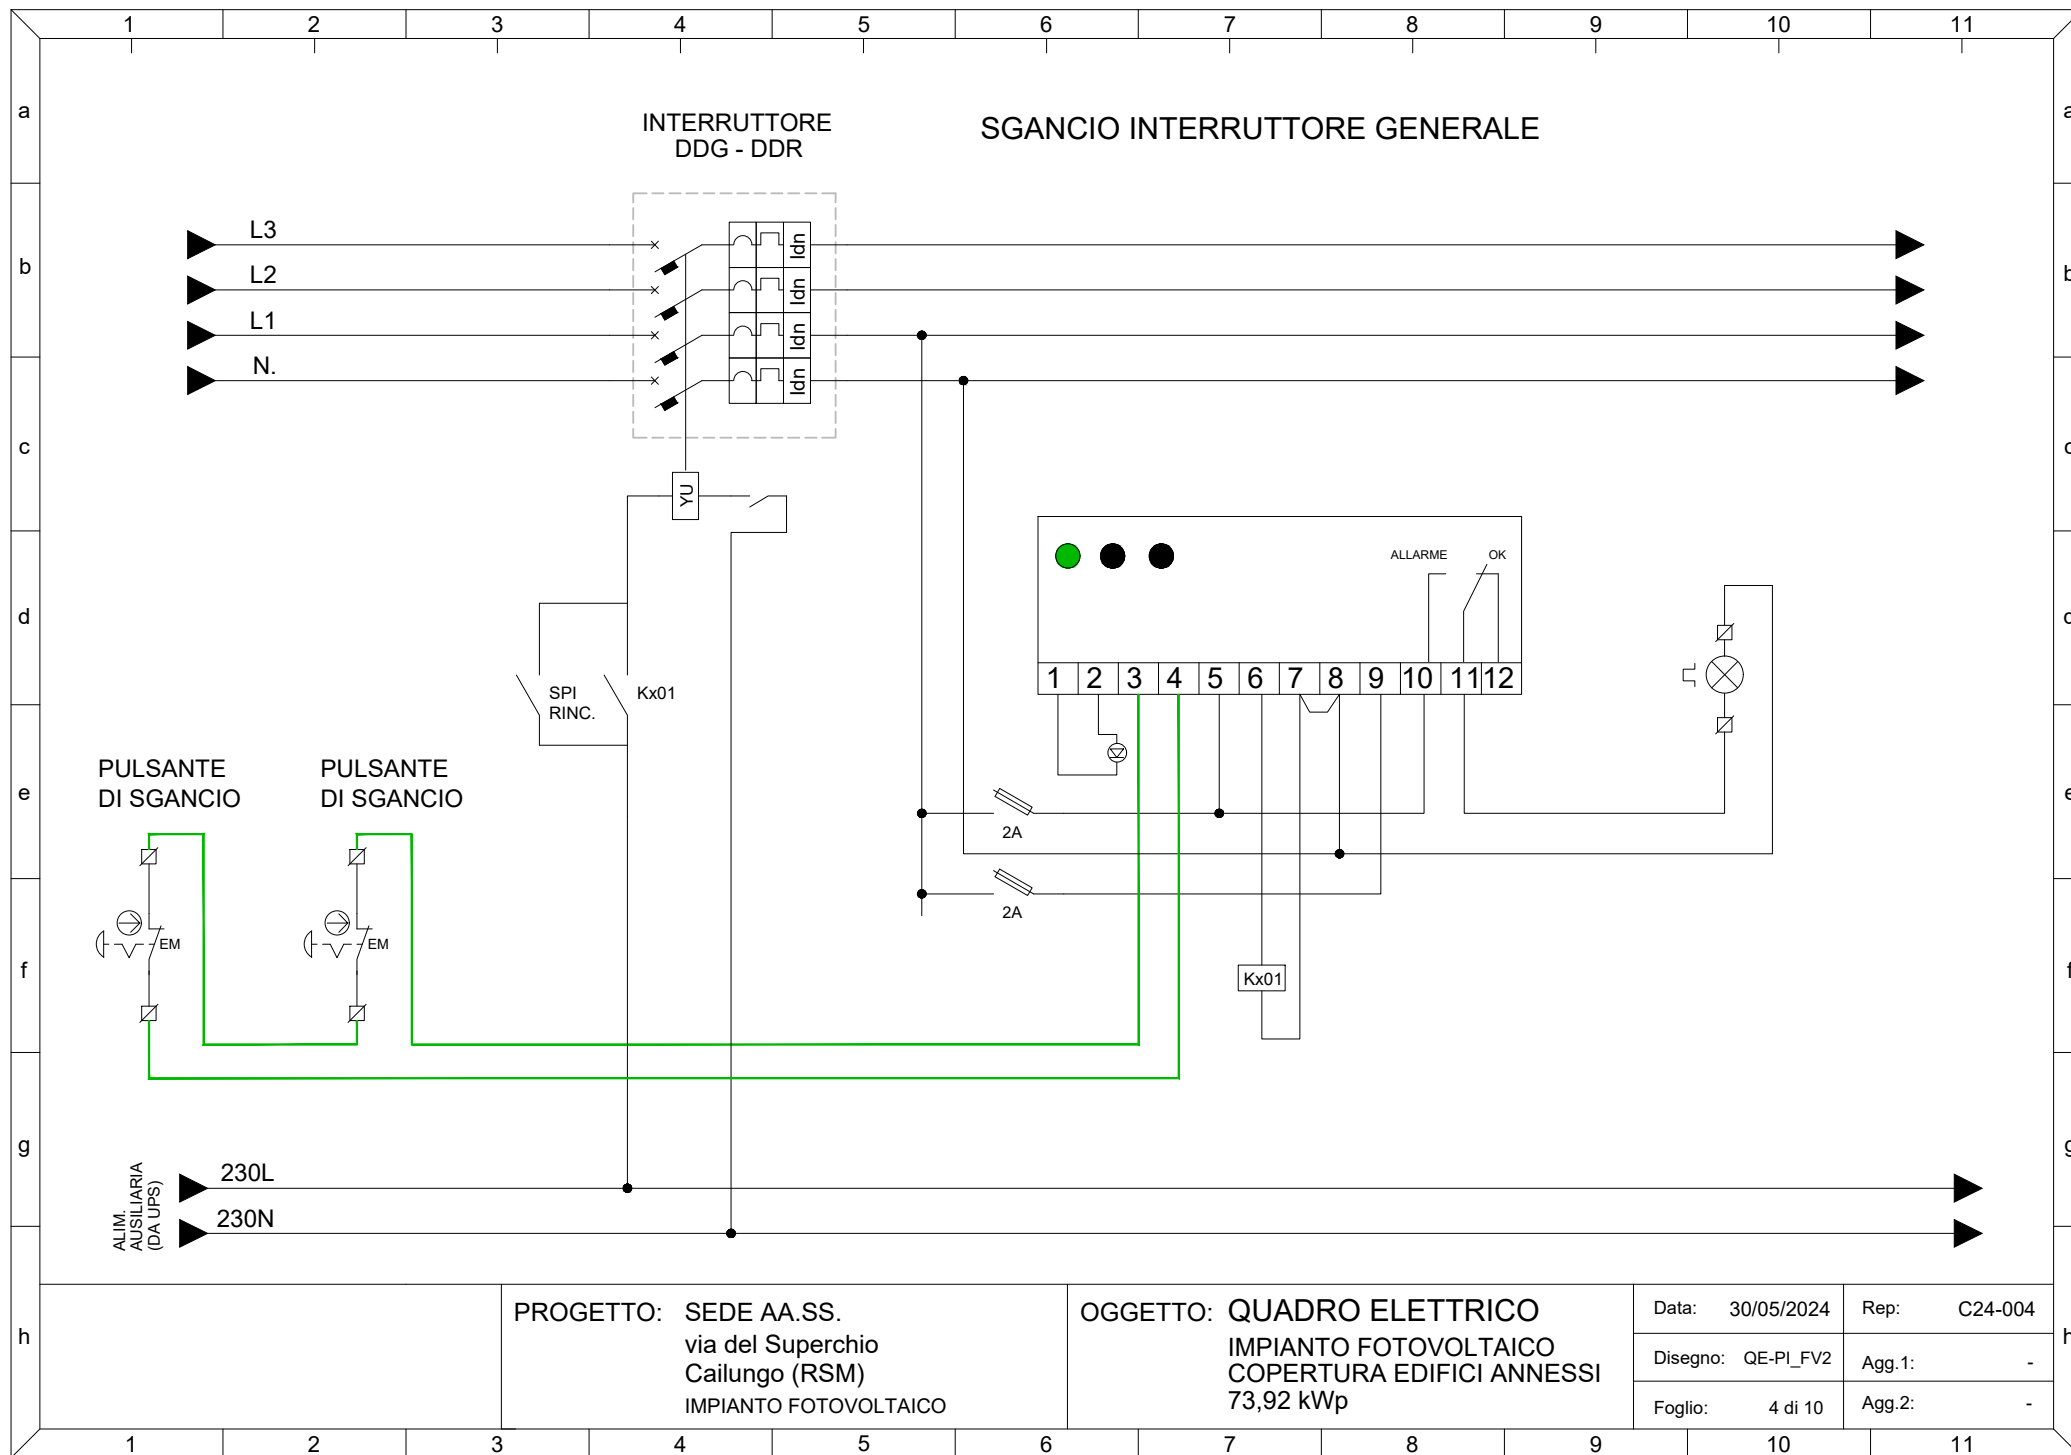 1 2 3 4 5 6 7 8 9 10 11
a a
INTERRUTTORE
DDG - DDR
SGANCIO INTERRUTTORE GENERALE
L3
Idn
b b
L2
Idn
L1
Idn
N.
Idn
c c
YU
ALLARME OK
d d
1 2 3 4 5 6 7 8 9 10 11 12
SPI
RINC.
Kx01
PULSANTE
DI SGANCIO
PULSANTE
DI SGANCIO
e e
2A
2A
EM
EM
f f
Kx01
g g
ALIM.
AUSILIARIA
(DA UPS)
230L
230N
h h
PROGETTO: SEDE AA.SS.
via del Superchio
Cailungo (RSM)
IMPIANTO FOTOVOLTAICO
OGGETTO: QUADRO ELETTRICO
IMPIANTO FOTOVOLTAICO
COPERTURA EDIFICI ANNESSI
73,92 kWp
Data: 30/05/2024
Rep: C24-004
Disegno: QE-PI_FV2
Agg.1: -
Foglio: 4 di 10
Agg.2: -
1 2 3 4 5 6 7 8 9 10 11